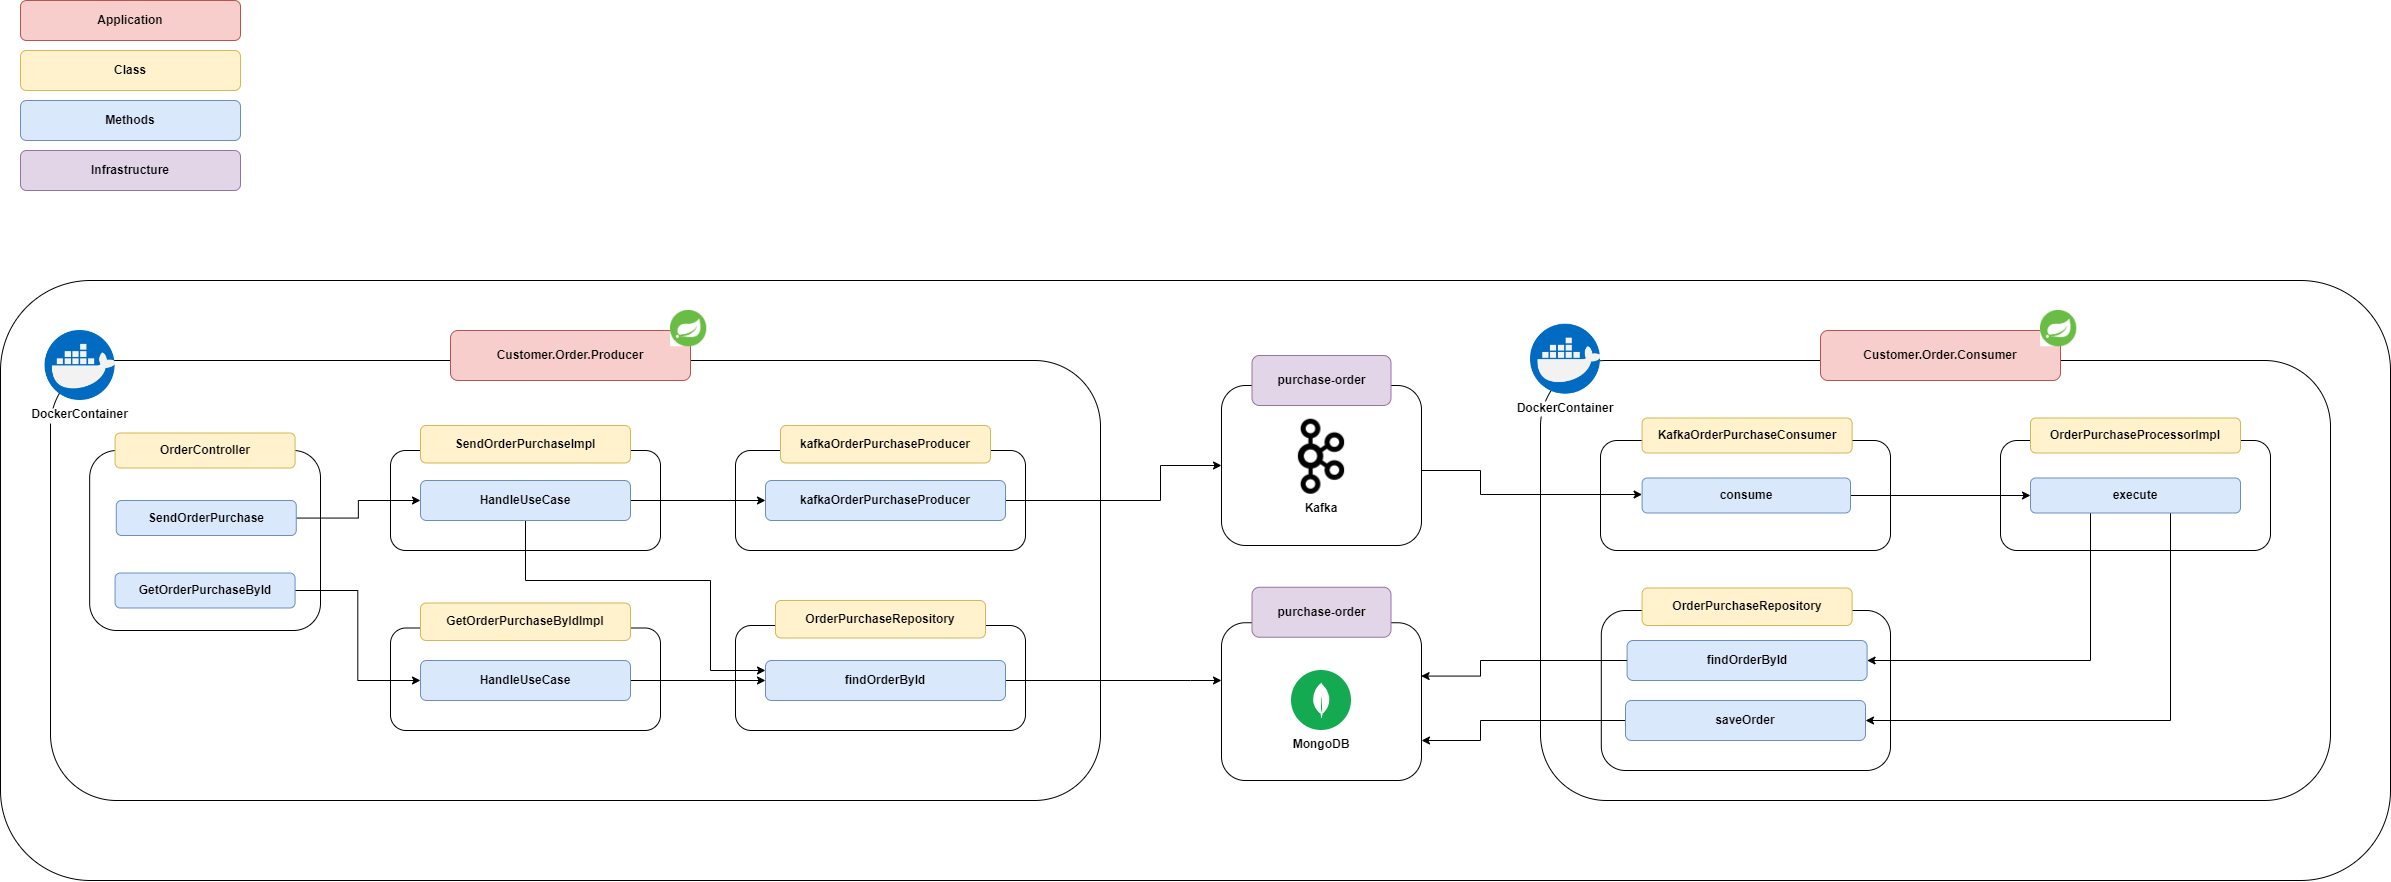 Application
Class
Methods
Infrastructure
Customer.Order.Producer
DockerContainer
OrderController
SendOrderPurchase
GetOrderPurchaseById
SendOrderPurchaseImpl
HandleUseCase
kafkaOrderPurchaseProducer
kafkaOrderPurchaseProducer
GetOrderPurchaseByIdImpl
HandleUseCase
OrderPurchaseRepository
findOrderById
purchase-order
Kafka
purchase-order
MongoDB
Customer.Order.Consumer
DockerContainer
KafkaOrderPurchaseConsumer
consume
OrderPurchaseProcessorImpl
execute
OrderPurchaseRepository
findOrderById
saveOrder